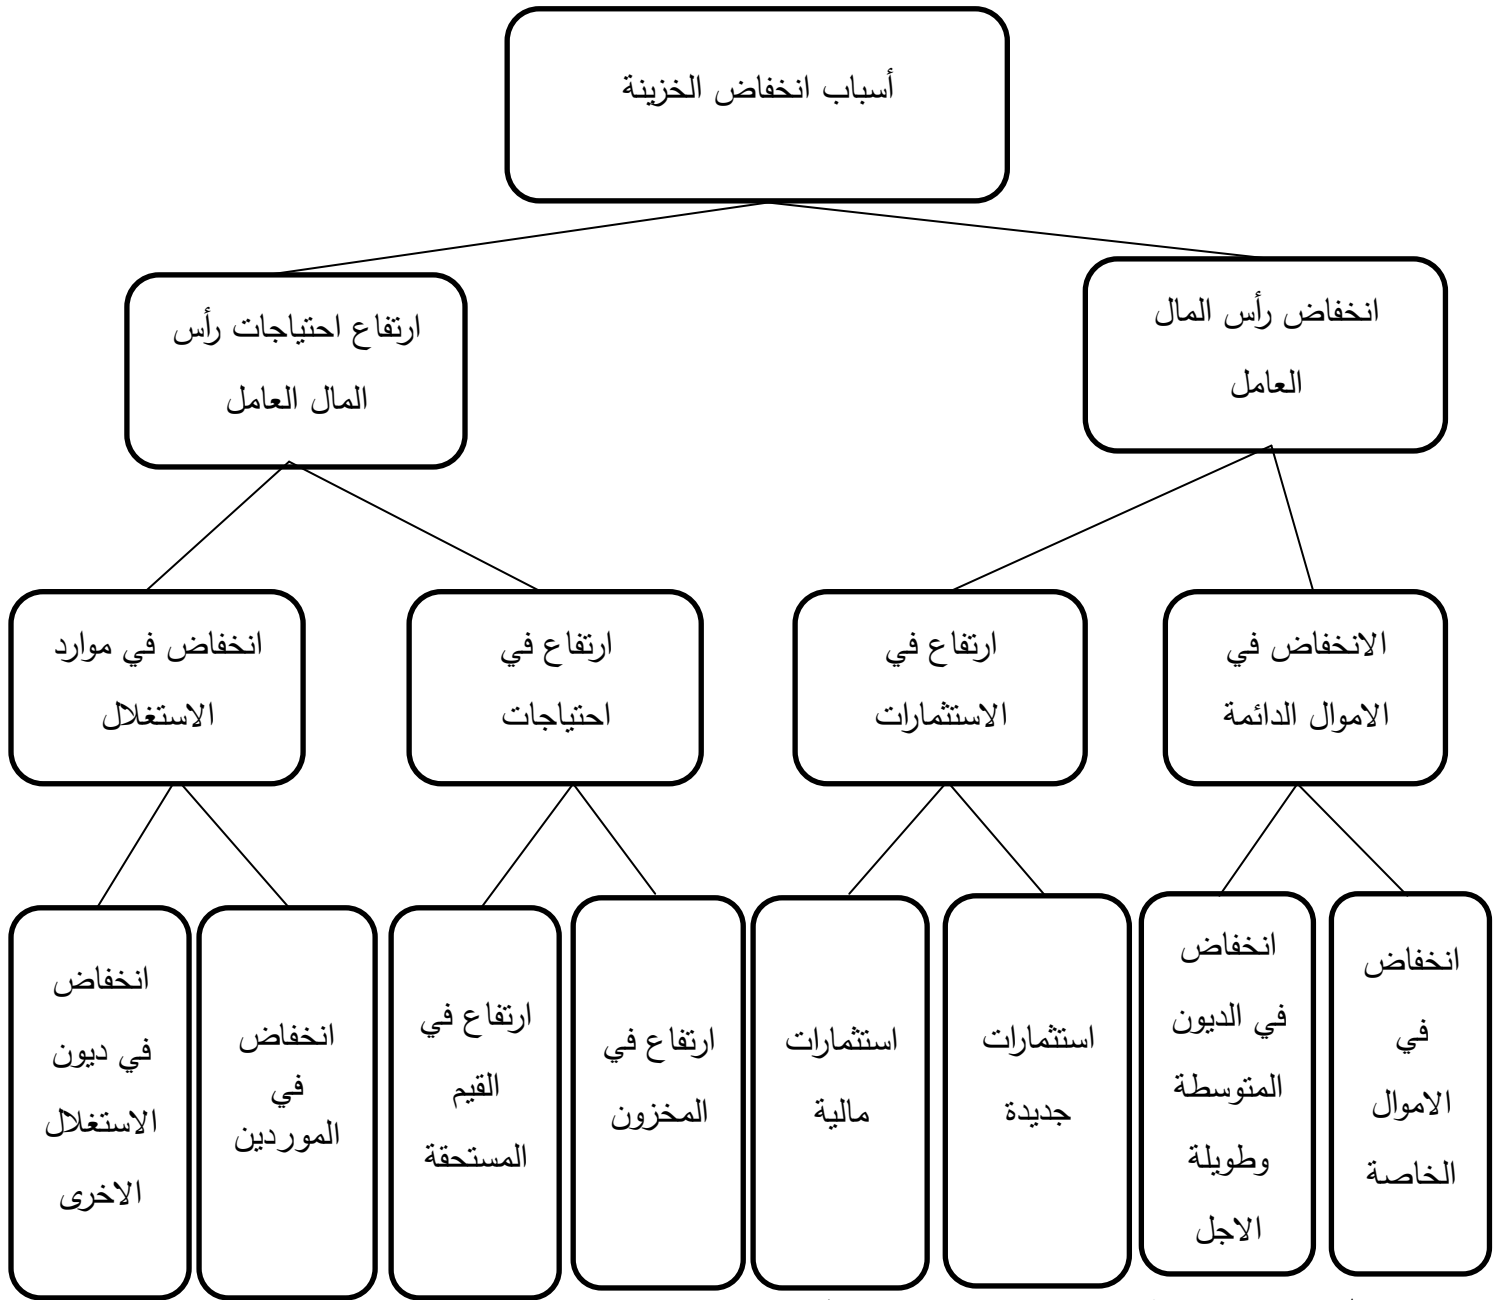 أسباب انخفاض الخزينة
انخفاض رأس المال
العامل
ارتفاع احتياجات رأس
المال العامل
الانخفاض في
الاموال الدائمة
ارتفاع في
الاستثمارات
ارتفاع في
احتياجات
انخفاض في موارد
الاستغلال
انخفاض
في
الاموال
الخاصة
انخفاض
في الديون
المتوسطة
وطويلة
الاجل
استثمارات
جديدة
استثمارات
مالية
ارتفاع في
المخزون
ارتفاع في
القيم
المستحقة
انخفاض
في
الموردين
انخفاض
في ديون
الاستغلال
الاخرى